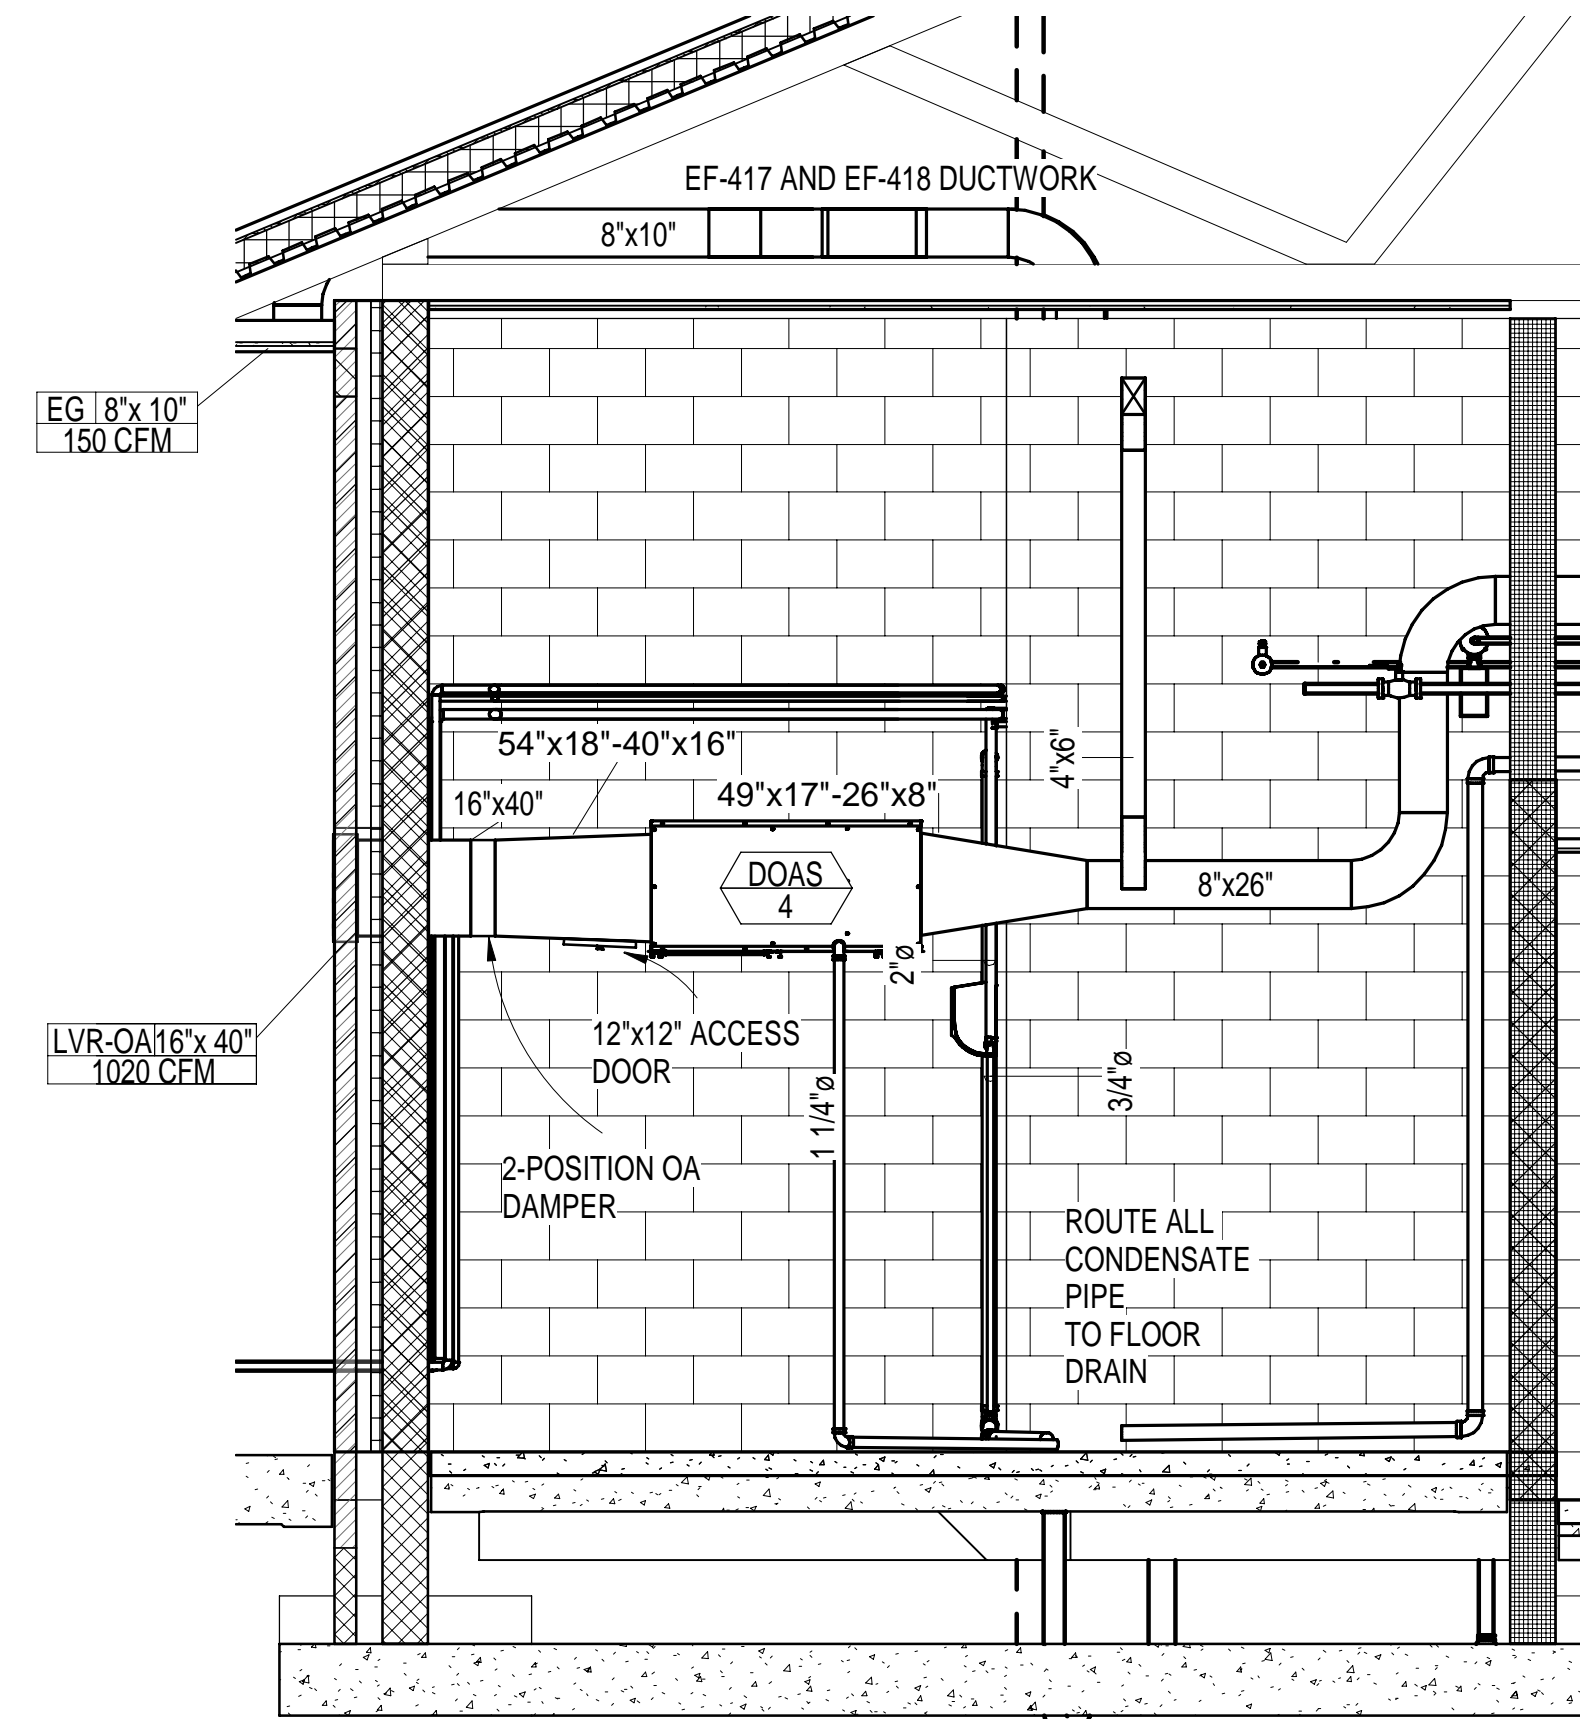 EF-417 AND EF-418 DUCTWORK
8"x10"
EG 8"x 10"
150 CFM
54"x18"-40"x16"
49"x17"-26"x8"
16"x40"
4"x6"
DOAS
4
8"x26"
2"ø
LVR-OA 16"x 40"
1020 CFM
12"x12" ACCESS
DOOR
1 1/4"ø
3/4"ø
2-POSITION OA
DAMPER
ROUTE ALL
CONDENSATE
PIPE
TO FLOOR
DRAIN